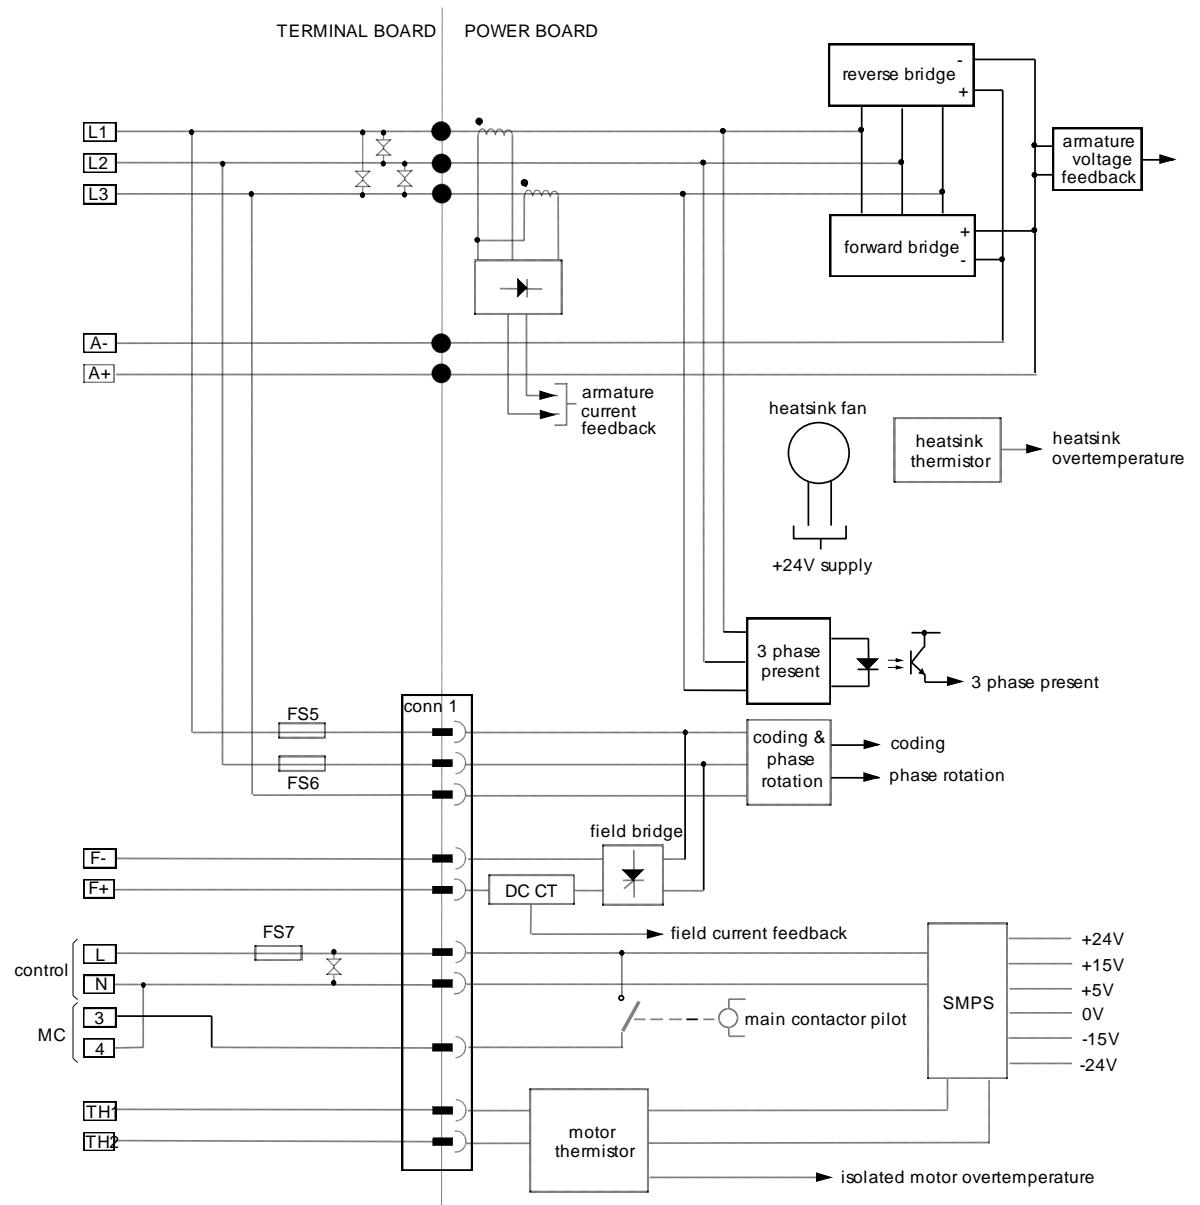 TERMINAL BOARD
POWER BOARD
reverse bridge
-
+
L1
L2
L3
armature
voltage
feedback
forward bridge
+
-
A-
A+
armature
current
feedback
heatsink fan
+24V supply
heatsink
thermistor
heatsink
overtemperature
3 phase
present
3 phase present
conn 1
FS5
FS6
coding &
phase
rotation
coding
phase rotation
F-
F+
field bridge
DC CT
field current feedback
FS7
control
L
N
MC
3
4
main contactor pilot
SMPS
+24V
+15V
+5V
0V
-15V
-24V
TH1
TH2
motor
thermistor
isolated motor overtemperature